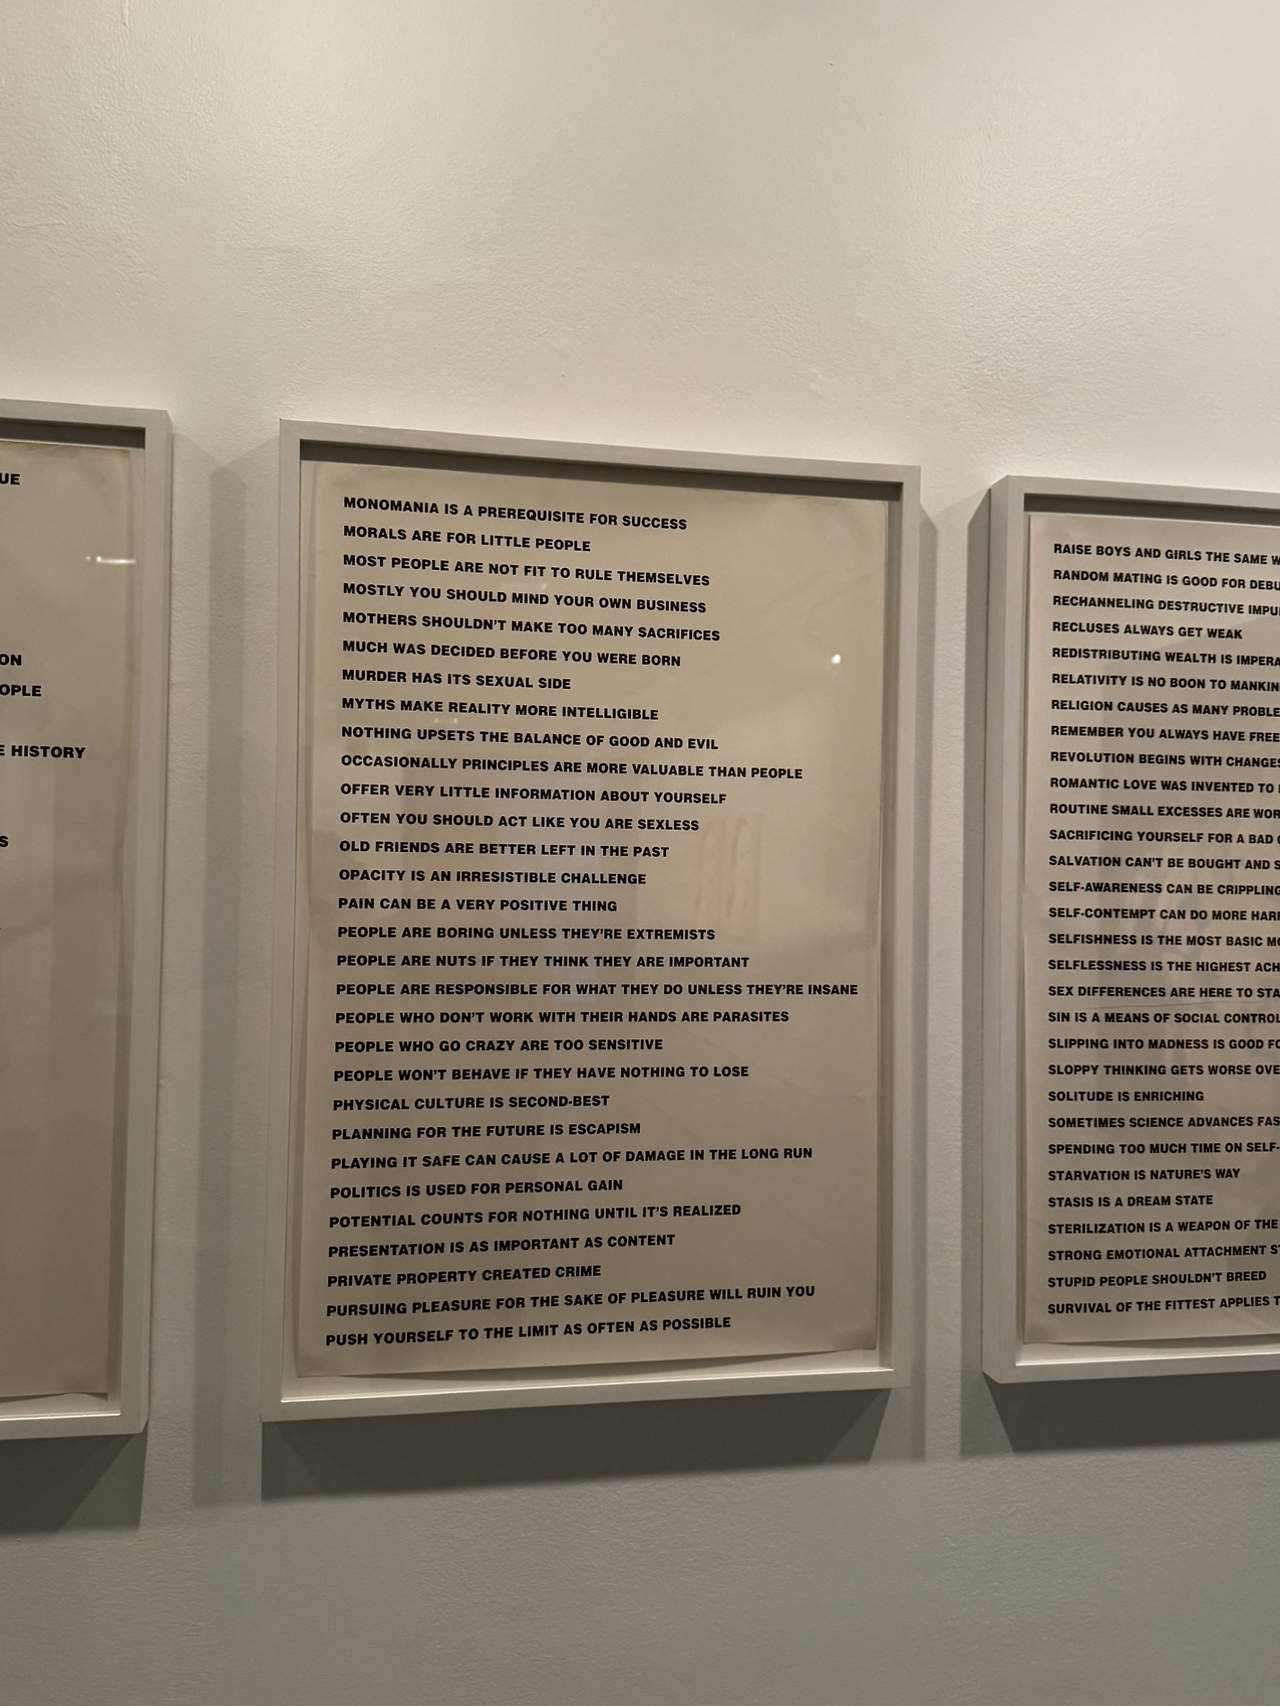 UE
ON
OPLE
E HISTORY
S
MONOMANIA IS A PREREQUISITE FOR SUCCESS
MORALS ARE FOR LITTLE PEOPLE
MOST PEOPLE ARE NOT FIT TO RULE THEMSELVES
MOSTLY YOU SHOULD MIND YOUR OWN BUSINESS
MOTHERS SHOULDN'T MAKE TOO MANY SACRIFICES
MUCH WAS DECIDED BEFORE YOU WERE BORN
MURDER HAS ITS SEXUAL SIDE
MYTHS MAKE REALITY MORE INTELLIGIBLE
NOTHING UPSETS THE BALANCE OF GOOD AND EVIL
OCCASIONALLY PRINCIPLES ARE MORE VALUABLE THAN PEOPLE
OFFER VERY LITTLE INFORMATION ABOUT YOURSELF
OFTEN YOU SHOULD ACT LIKE YOU ARE SEXLESS
OLD FRIENDS ARE BETTER LEFT IN THE PAST
OPACITY IS AN IRRESISTIBLE CHALLENGE
PAIN CAN BE A VERY POSITIVE THING
PEOPLE ARE BORING UNLESS THEY'RE EXTREMISTS
PEOPLE ARE NUTS IF THEY THINK THEY ARE IMPORTANT
PEOPLE ARE RESPONSIBLE FOR WHAT THEY DO UNLESS THEY'RE INSANE
PEOPLE WHO DON'T WORK WITH THEIR HANDS ARE PARASITES
PEOPLE WHO GO CRAZY ARE TOO SENSITIVE
PEOPLE WON'T BEHAVE IF THEY HAVE NOTHING TO LOSE
PHYSICAL CULTURE IS SECOND-BEST
PLANNING FOR THE FUTURE IS ESCAPISM
PLAYING IT SAFE CAN CAUSE A LOT OF DAMAGE IN THE LONG RUN
POLITICS IS USED FOR PERSONAL GAIN
POTENTIAL COUNTS FOR NOTHING UNTIL IT'S REALIZED
PRESENTATION IS AS IMPORTANT AS CONTENT
PRIVATE PROPERTY CREATED CRIME
PURSUING PLEASURE FOR THE SAKE OF PLEASURE WILL RUIN YOU
PUSH YOURSELF TO THE LIMIT AS OFTEN AS POSSIBLE
RAISE BOYS AND GIRLS THE SAME W
RANDOM MATING IS GOOD FOR DEBU
RECHANNELING DESTRUCTIVE IMPU
RECLUSES ALWAYS GET WEAK
REDISTRIBUTING WEALTH IS IMPERA
RELATIVITY IS NO BOON TO MANKIN
RELIGION CAUSES AS MANY PROBLE
REMEMBER YOU ALWAYS HAVE FREE
REVOLUTION BEGINS WITH CHANGES
ROMANTIC LOVE WAS INVENTED TO
ROUTINE SMALL EXCESSES ARE WOR
SACRIFICING YOURSELF FOR A BAD
SALVATION CAN'T BE BOUGHT AND S
SELF-AWARENESS CAN BE CRIPPLING
SELF-CONTEMPT CAN DO MORE HAR
SELFISHNESS IS THE MOST BASIC MO
SELFLESSNESS IS THE HIGHEST ACH
SEX DIFFERENCES ARE HERE TO STA
SIN IS A MEANS OF SOCIAL CONTROL
SLIPPING INTO MADNESS IS GOOD FO
SLOPPY THINKING GETS WORSE OVE
SOLITUDE IS ENRICHING
SOMETIMES SCIENCE ADVANCES FAS
SPENDING TOO MUCH TIME ON SELF-
STARVATION IS NATURE'S WAY
STASIS IS A DREAM STATE
STERILIZATION IS A WEAPON OF THE
STRONG EMOTIONAL ATTACHMENT S
STUPID PEOPLE SHOULDN'T BREED
SURVIVAL OF THE FITTEST APPLIES T